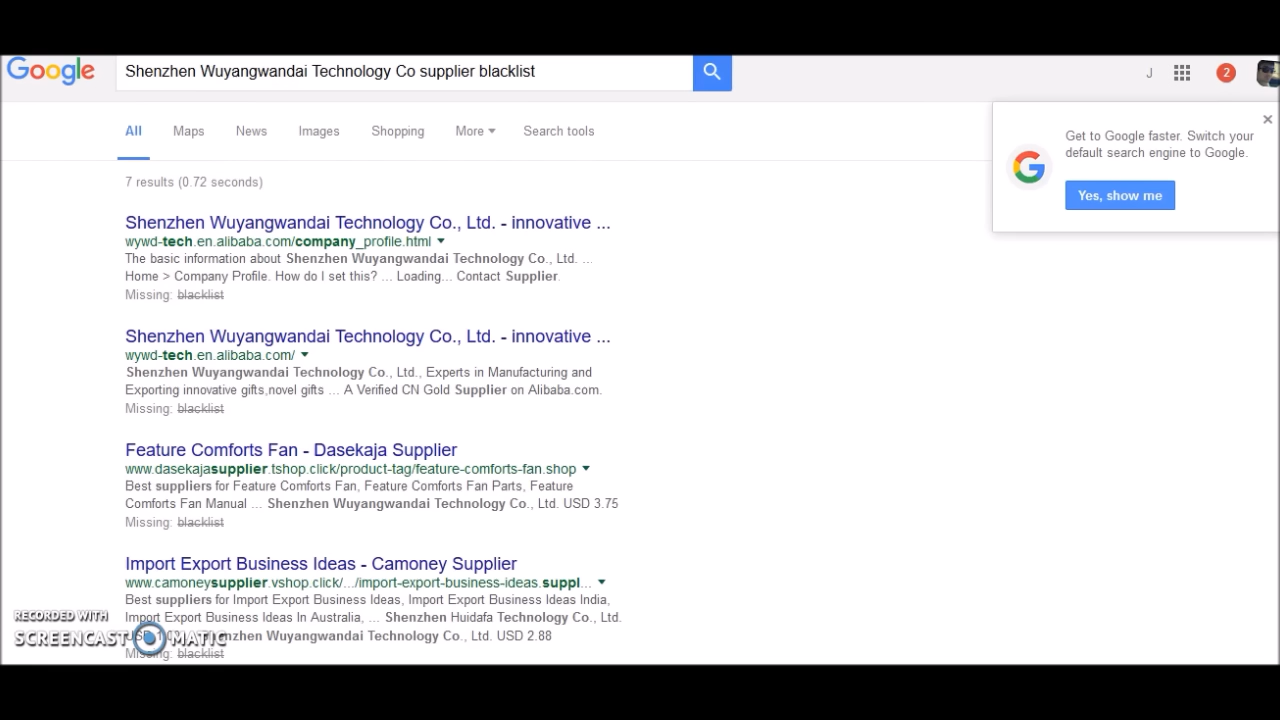 Google
Shenzhen Wuyangwandai Technology Co supplier blacklist
J
2
All Maps News Images Shopping More Search tools
Get to Google faster. Switch your
default search engine to Google.
Yes, show me
7 results (0.72 seconds)
Shenzhen Wuyangwandai Technology Co., Ltd. - innovative ...
wywd-tech.en.alibaba.com/company_profile.html
The basic information about Shenzhen Wuyangwandai Technology Co., Ltd. ...
Home > Company Profile. How do I set this? ... Loading... Contact Supplier.
Missing: blacklist
Shenzhen Wuyangwandai Technology Co., Ltd. - innovative ...
wywd-tech.en.alibaba.com/
Shenzhen Wuyangwandai Technology Co., Ltd., Experts in Manufacturing and
Exporting innovative gifts,novel gifts ... A Verified CN Gold Supplier on Alibaba.com.
Missing: blacklist
Feature Comforts Fan - Dasekaja Supplier
www.dasekajasupplier.tshop.click/product-tag/feature-comforts-fan.shop
Best suppliers for Feature Comforts Fan, Feature Comforts Fan Parts, Feature
Comforts Fan Manual ... Shenzhen Wuyangwandai Technology Co., Ltd. USD 3.75
Missing: blacklist
Import Export Business Ideas - Camoney Supplier
www.camoneysupplier.vshop.click/.../import-export-business-ideas.suppl...
Best suppliers for Import Export Business Ideas, Import Export Business Ideas India,
Import Export Business Ideas In Australia, ... Shenzhen Huidafa Technology Co., Ltd.
Wuyangwandai Technology Co., Ltd. USD 2.88
Missing: blacklist
RECORDED WITH
SCREENCAST MATIC